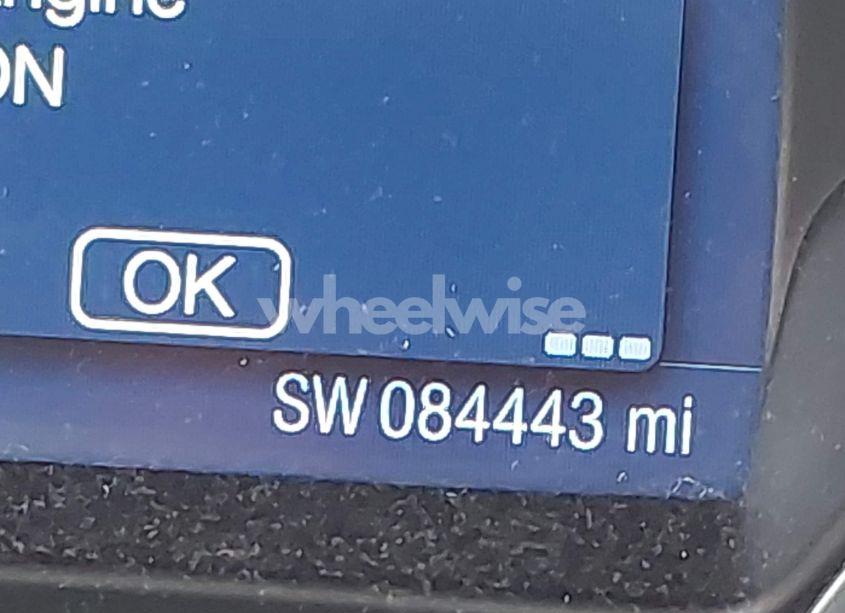 ngine
ON
OK
wheelwise
SW 084443 mi